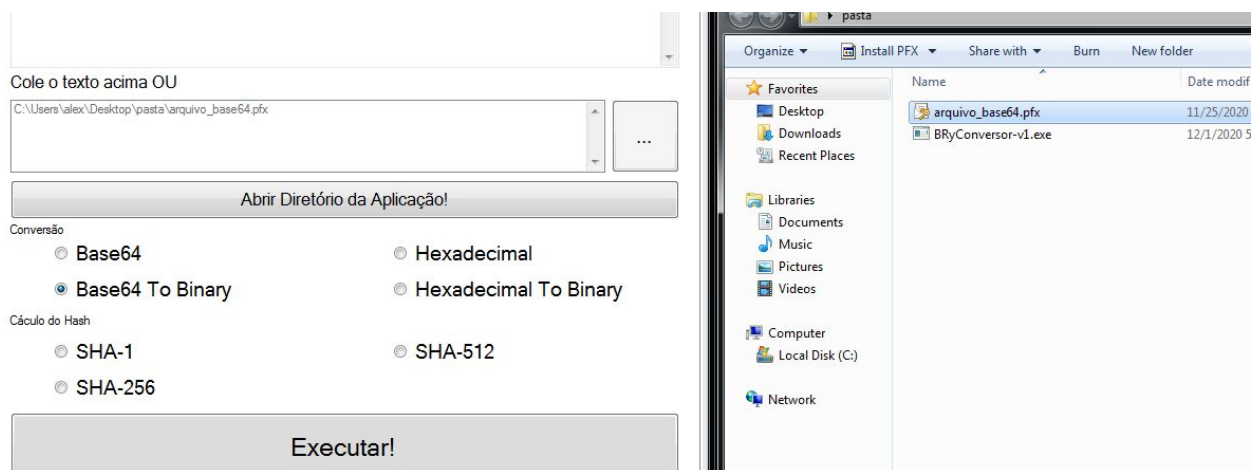 Cole o texto acima OU
C:\Users\alex\Desktop\pasta\arquivo_base64.pfx
...
Abrir Diretório da Aplicação!
Conversão
Base64
Hexadecimal
Base64 To Binary
Hexadecimal To Binary
Cáculo do Hash
SHA-1
SHA-512
SHA-256
Executar!
pasta
Organize
Install PFX
Share with
Burn
New folder
Favorites
Desktop
Downloads
Recent Places
Libraries
Documents
Music
Pictures
Videos
Computer
Local Disk (C:)
Network
Name
Date modif
arquivo_base64.pfx
11/25/2020
BRyConversor-v1.exe
12/1/2020 5